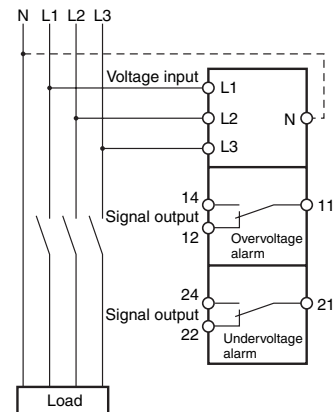 N L1 L2 L3
Voltage input
L1
L2
N
L3
14
11
Signal output
12
Overvoltage
alarm
24
21
Signal output
22
Undervoltage
alarm
Load